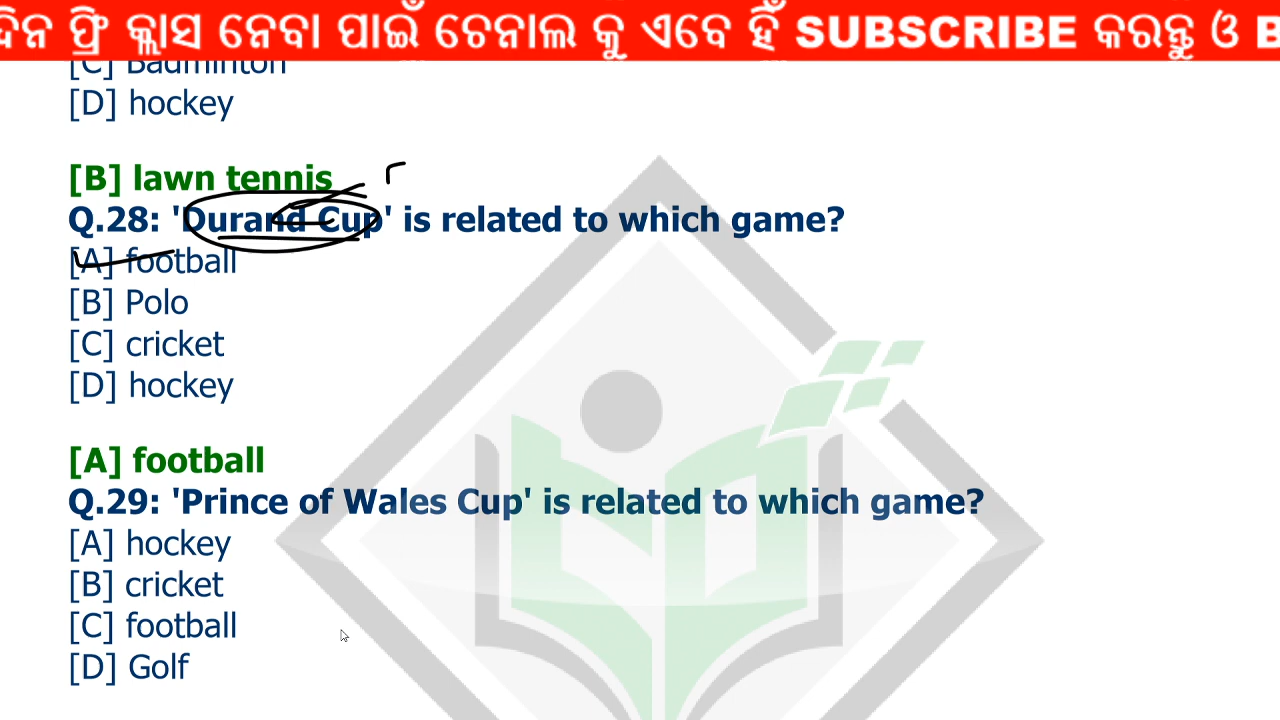 ଦିନ ଫ୍ରି କ୍ଲାସ ନେବା ପାଇଁ ଚେନାଲ କୁ ଏବେ ହିଁ SUBSCRIBE କରନ୍ତୁ ଓ B
[C] Badminton
[D] hockey
[B] lawn tennis
Q.28: 'Durand Cup' is related to which game?
[A] football
[B] Polo
[C] cricket
[D] hockey
[A] football
Q.29: 'Prince of Wales Cup' is related to which game?
[A] hockey
[B] cricket
[C] football
[D] Golf